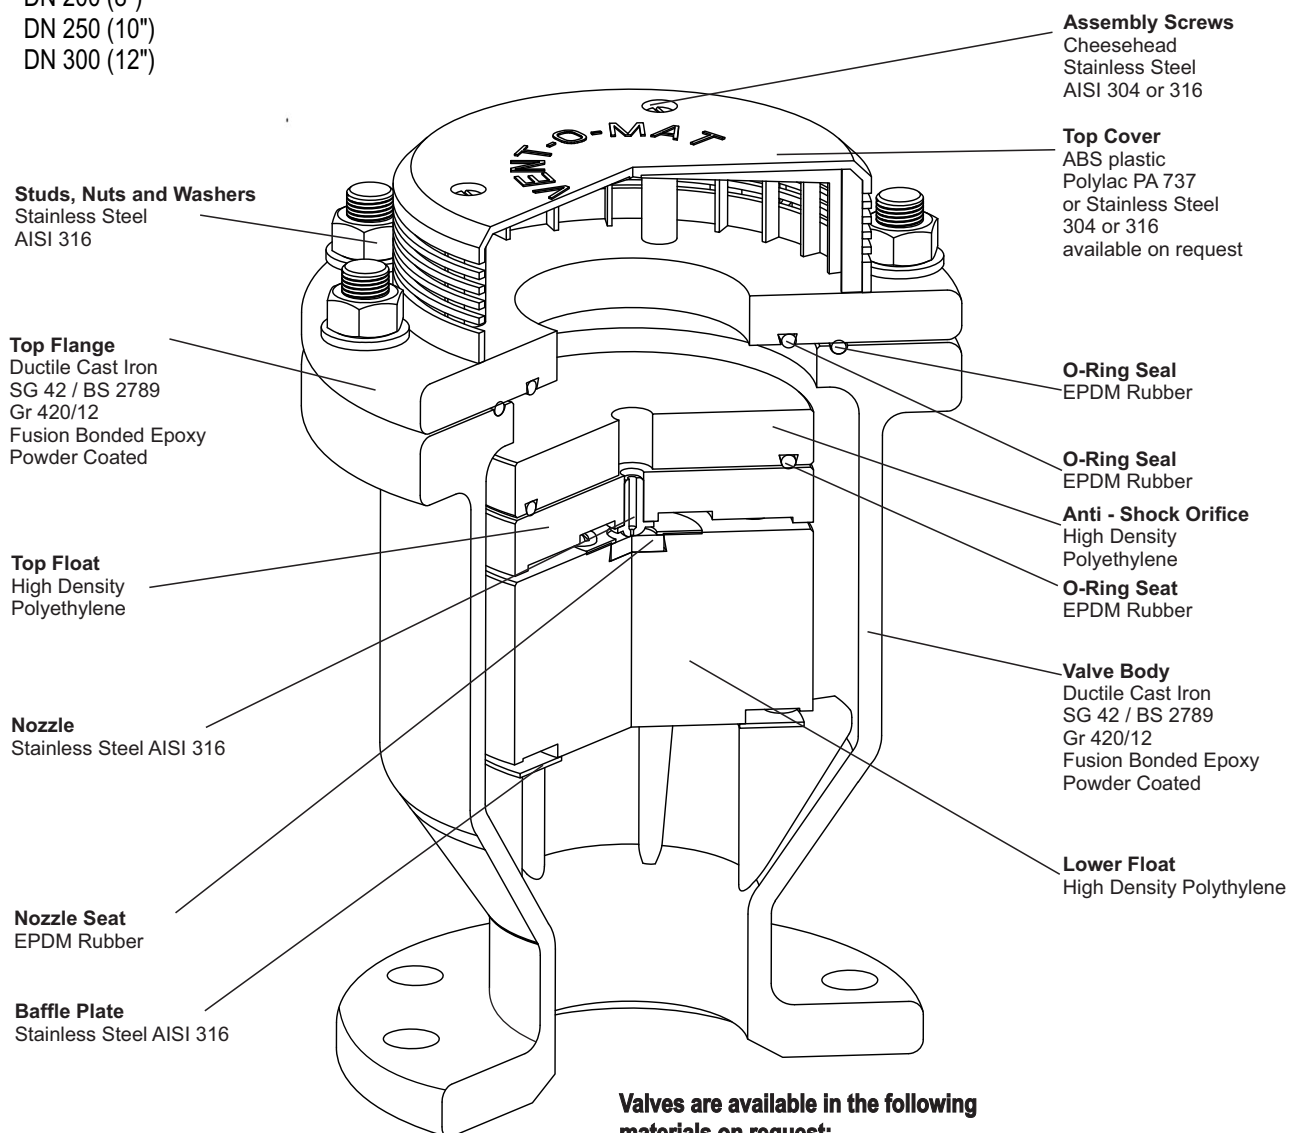 DN 200 (8")
DN 250 (10")
DN 300 (12")
Assembly Screws
Cheesehead
Stainless Steel
AISI 304 or 316
Top Cover
ABS plastic
Polylac PA 737
or Stainless Steel
304 or 316
available on request
VENT-O-MAT
Studs, Nuts and Washers
Stainless Steel
AISI 316
Top Flange
Ductile Cast Iron
SG 42 / BS 2789
Gr 420/12
Fusion Bonded Epoxy
Powder Coated
O-Ring Seal
EPDM Rubber
O-Ring Seal
EPDM Rubber
Anti - Shock Orifice
High Density
Polyethylene
O-Ring Seat
EPDM Rubber
Top Float
High Density
Polyethylene
Valve Body
Ductile Cast Iron
SG 42 / BS 2789
Gr 420/12
Fusion Bonded Epoxy
Powder Coated
Nozzle
Stainless Steel AISI 316
Lower Float
High Density Polythylene
Nozzle Seat
EPDM Rubber
Baffle Plate
Stainless Steel AISI 316
Valves are available in the following
materials on request: